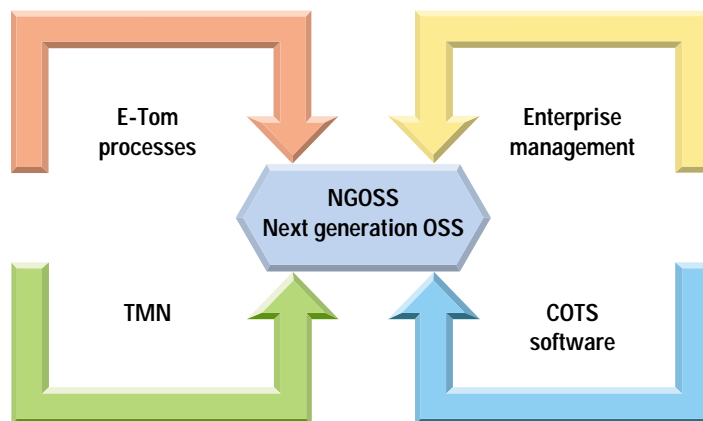 E-Tom
processes
Enterprise
management
NGOSS
Next generation OSS
TMN
COTS
software